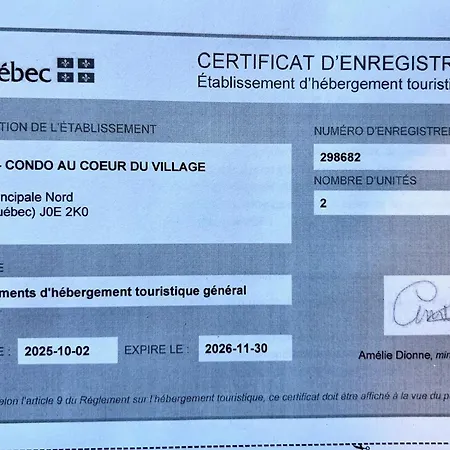 ébec
CERTIFICAT D'ENREGISTR
Établissement d'hébergement touristi
TION DE L'ÉTABLISSEMENT
NUMÉRO D'ENREGISTRE
- CONDO AU COEUR DU VILLAGE
298682
ncipale Nord
uébec) J0E 2K0
NOMBRE D'UNITÉS
2
E
ments d'hébergement touristique général
E :
2025-10-02
EXPIRE LE :
2026-11-30
Amélie Dionne, min
elon l'article 9 du Règlement sur l'hébergement touristique, ce certificat doit être affiché à la vue du p